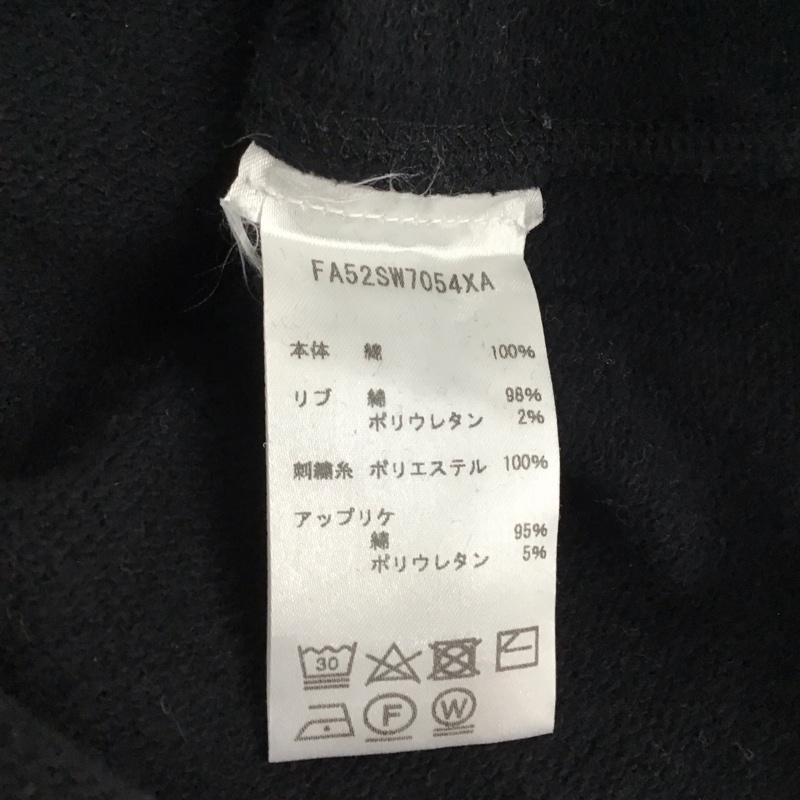 FA52SW7054XA
本体 綿 100%
リブ 綿 98%
ポリウレタン 2%
刺繍糸 ポリエステル 100%
アップリケ
綿 95%
ポリウレタン 5%
30
F W